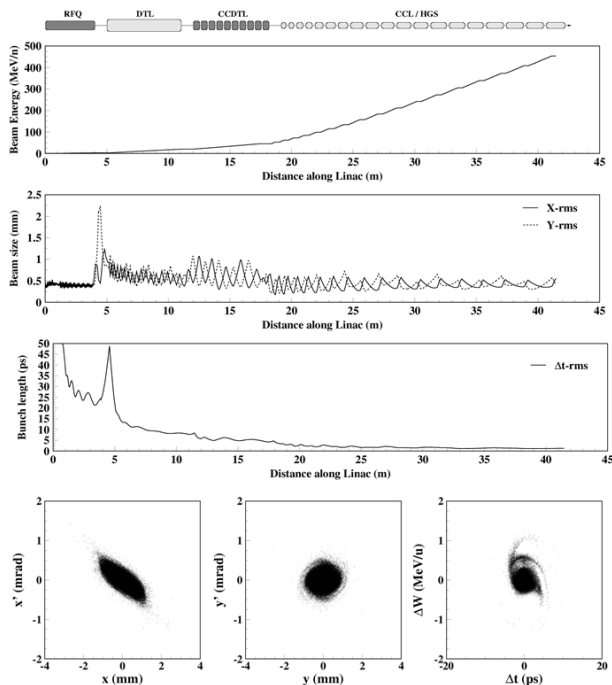 RFQ DTL CCDTL CCL / HGS
Beam Energy (MeV/n)
500
400
300
200
100
0
0 5 10 15 20 25 30 35 40 45
Distance along Linac (m)
Beam size (mm)
2.5
2
1.5
1
0.5
0
X-rms
Y-rms
0 5 10 15 20 25 30 35 40 45
Distance along Linac (m)
Bunch length (ps)
50
45
40
35
30
25
20
15
10
5
0
Δt-rms
0 5 10 15 20 25 30 35 40 45
Distance along Linac (m)
x' (mrad)
2
1
0
-1
-2
-4 -2 0 2 4
x (mm)
y' (mrad)
2
1
0
-1
-2
-4 -2 0 2 4
y (mm)
ΔW (MeV/u)
2
1
0
-1
-2
-20 -10 0 10 20
Δt (ps)